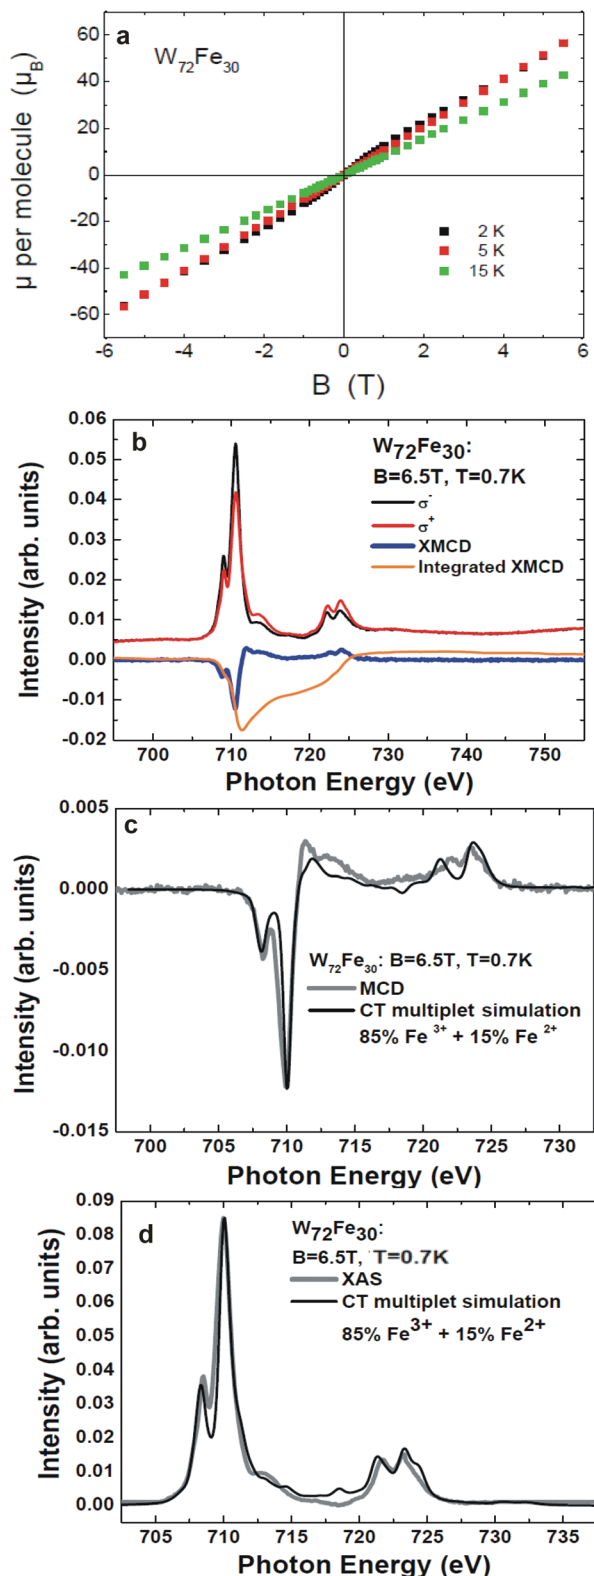 a
W72Fe30
μ per molecule (μB)
60
40
20
0
-20
-40
-60
2 K
5 K
15 K
-6
-4
-2
0
2
4
6
B (T)
b
W72Fe30:
B=6.5T, T=0.7K
σ-
σ+
XMCD
Integrated XMCD
Intensity (arb. units)
0.06
0.05
0.04
0.03
0.02
0.01
0.00
-0.01
-0.02
700
710
720
730
740
750
Photon Energy (eV)
c
Intensity (arb. units)
0.005
0.000
-0.005
-0.010
-0.015
W72Fe30: B=6.5T, T=0.7K
MCD
CT multiplet simulation
85% Fe 3+ + 15% Fe 2+
700
705
710
715
720
725
730
Photon Energy (eV)
d
W72Fe30:
B=6.5T, T=0.7K
XAS
CT multiplet simulation
85% Fe3+ + 15% Fe2+
Intensity (arb. units)
0.09
0.08
0.07
0.06
0.05
0.04
0.03
0.02
0.01
0.00
705
710
715
720
725
730
735
Photon Energy (eV)